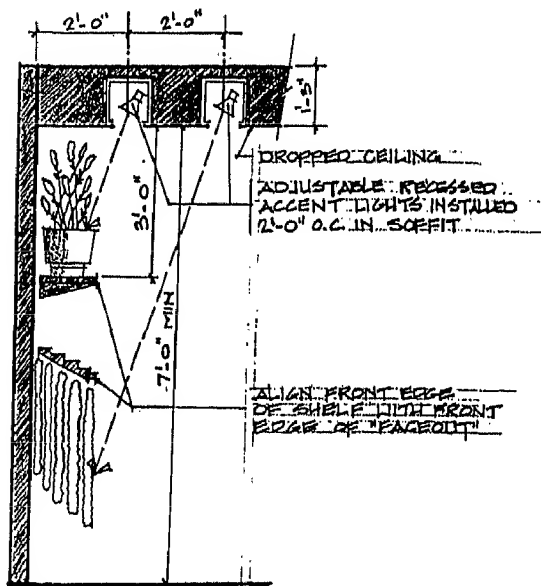 2'-0" 2'-0"
1'-5"
3'-0"
7'-0" MIN
DROPPED CEILING
ADJUSTABLE RECESSED
ACCENT LIGHTS INSTALLED
2'-0" O.C. IN SOFFIT
ALIGN FRONT EDGE
OF SHELF WITH FRONT
EDGE OF "FACEOUT"